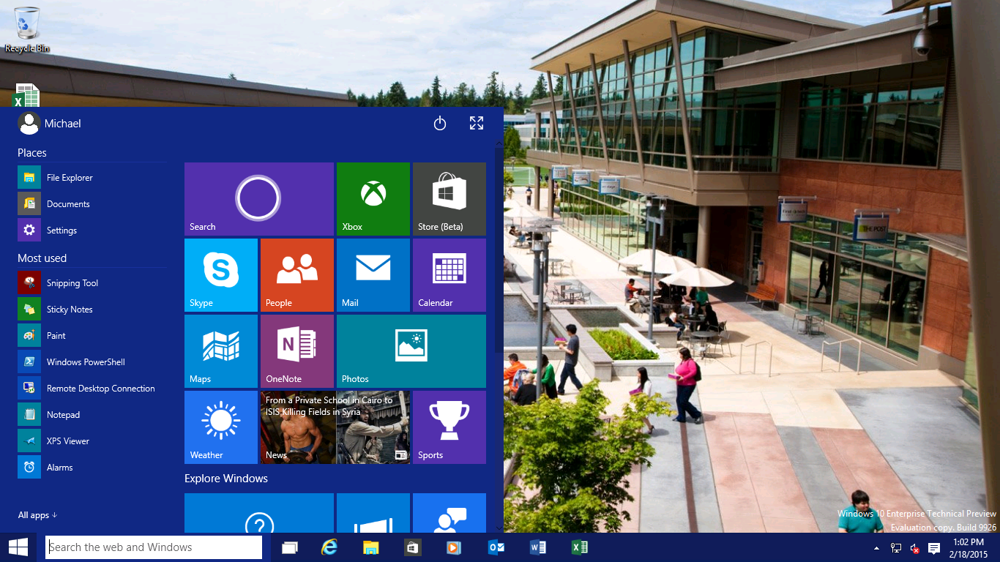 Recycle Bin
Michael
Places
File Explorer
Documents
Settings
Most used
Snipping Tool
Sticky Notes
Paint
Windows PowerShell
Remote Desktop Connection
Notepad
XPS Viewer
Alarms
All apps ↓
Search
Xbox
Store (Beta)
Skype
People
Mail
Calendar
Maps
N
OneNote
Photos
Weather
From a Private School in Cairo to
ISIS Killing Fields in Syria
News
Sports
Explore Windows
THE POST
Windows 10 Enterprise Technical Preview
Evaluation copy. Build 9926
Search the web and Windows
1:02 PM
2/18/2015